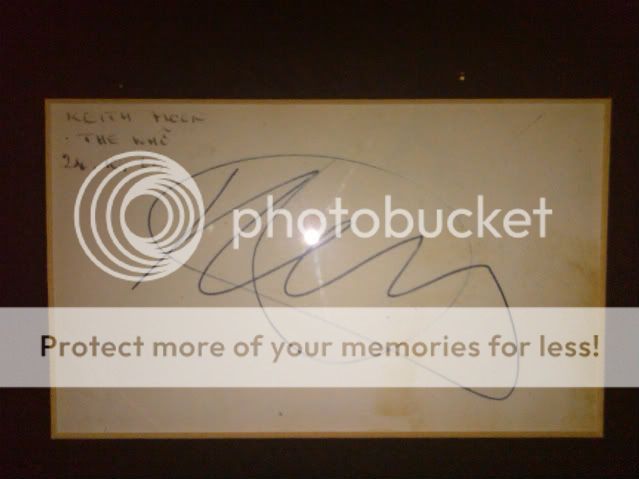 KEITH MOON
. THE WHO
24
photobucket
Protect more of your memories for less!